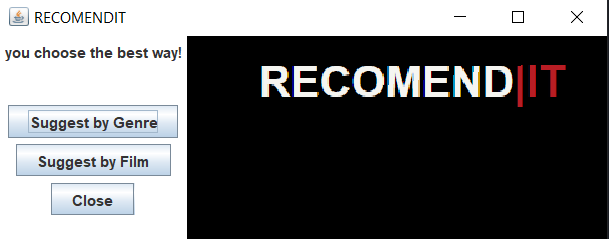 RECOMENDIT
you choose the best way!
RECOMEND|IT
Suggest by Genre
Suggest by Film
Close